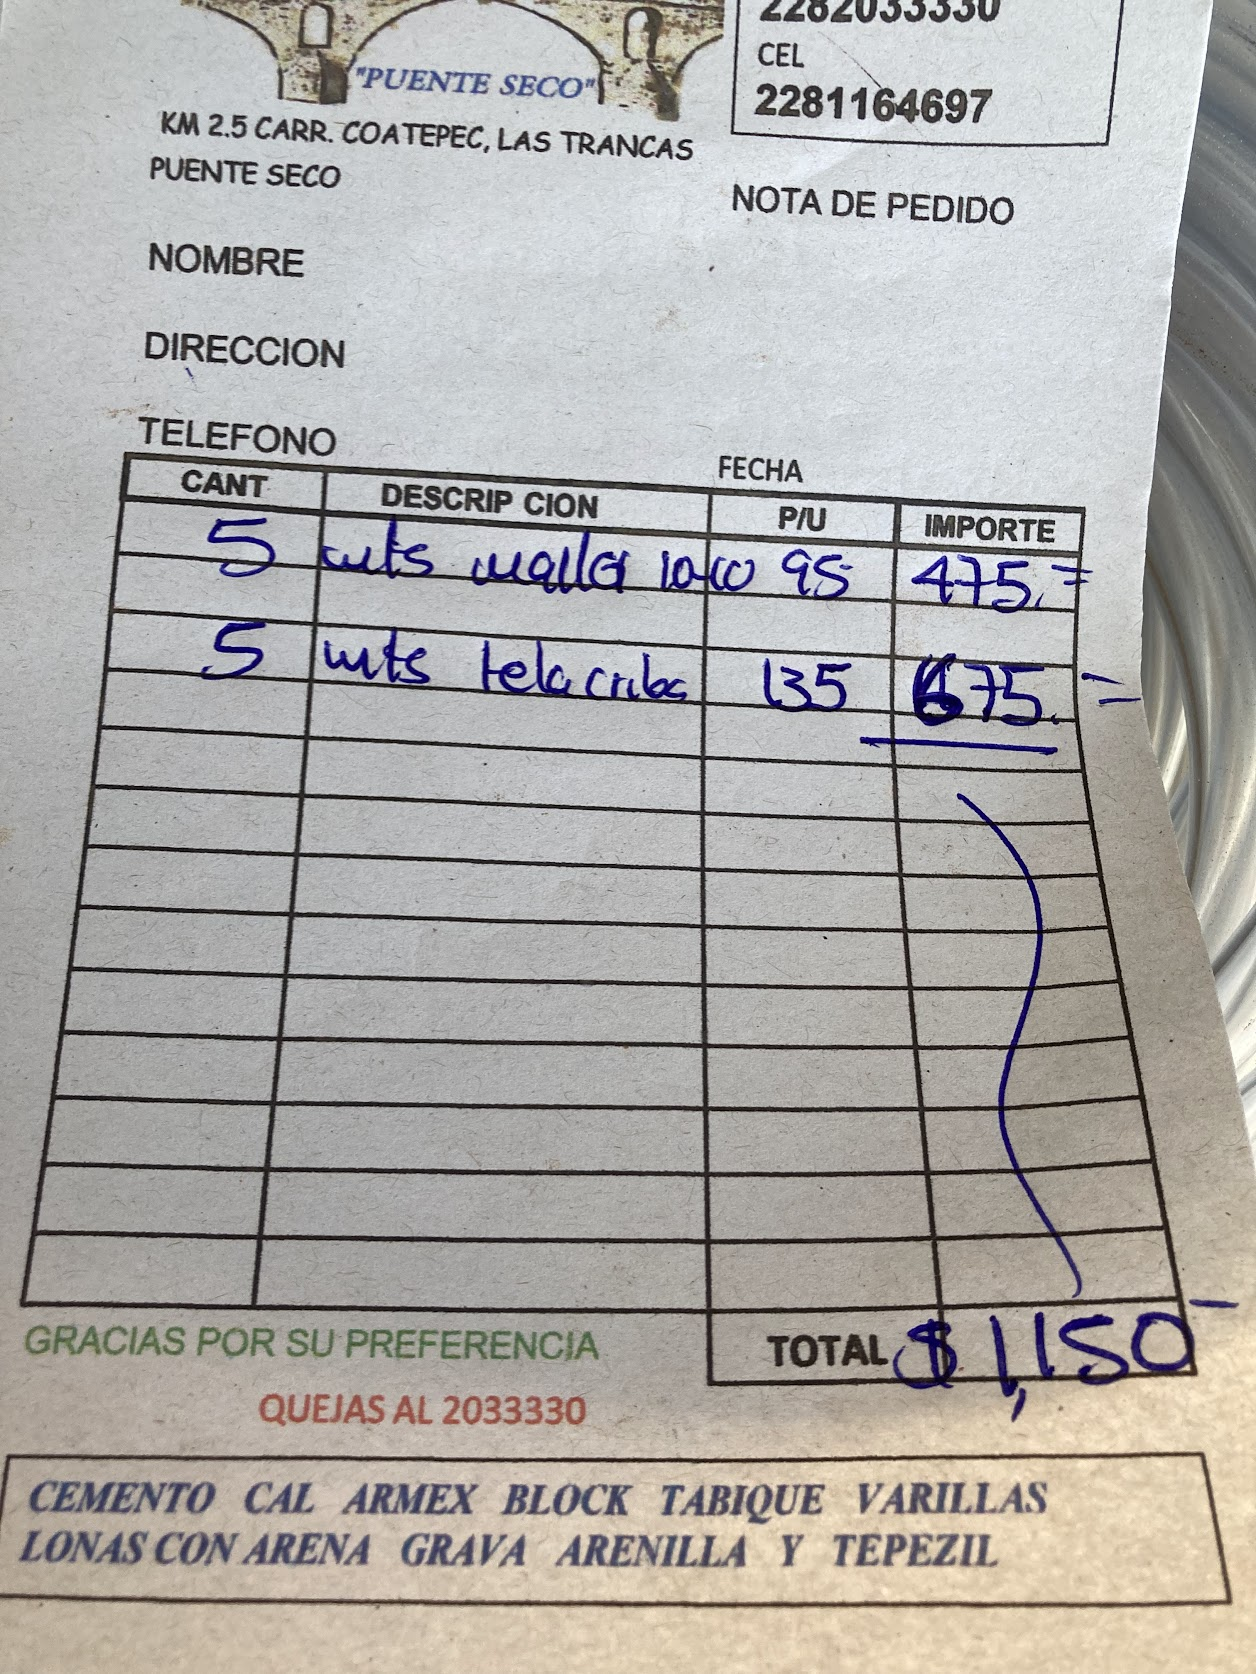 2282033330
CEL
2281164697
"PUENTE SECO"
KM 2.5 CARR. COATEPEC, LAS TRANCAS
PUENTE SECO
NOTA DE PEDIDO
NOMBRE
DIRECCION
TELEFONO
FECHA
CANT DESCRIP CION P/U IMPORTE
5 mts malla 10-10 95 475.=
5 mts tela criba 135 675.=
TOTAL $1,150-
GRACIAS POR SU PREFERENCIA
QUEJAS AL 2033330
CEMENTO CAL ARMEX BLOCK TABIQUE VARILLAS
LONAS CON ARENA GRAVA ARENILLA Y TEPEZIL